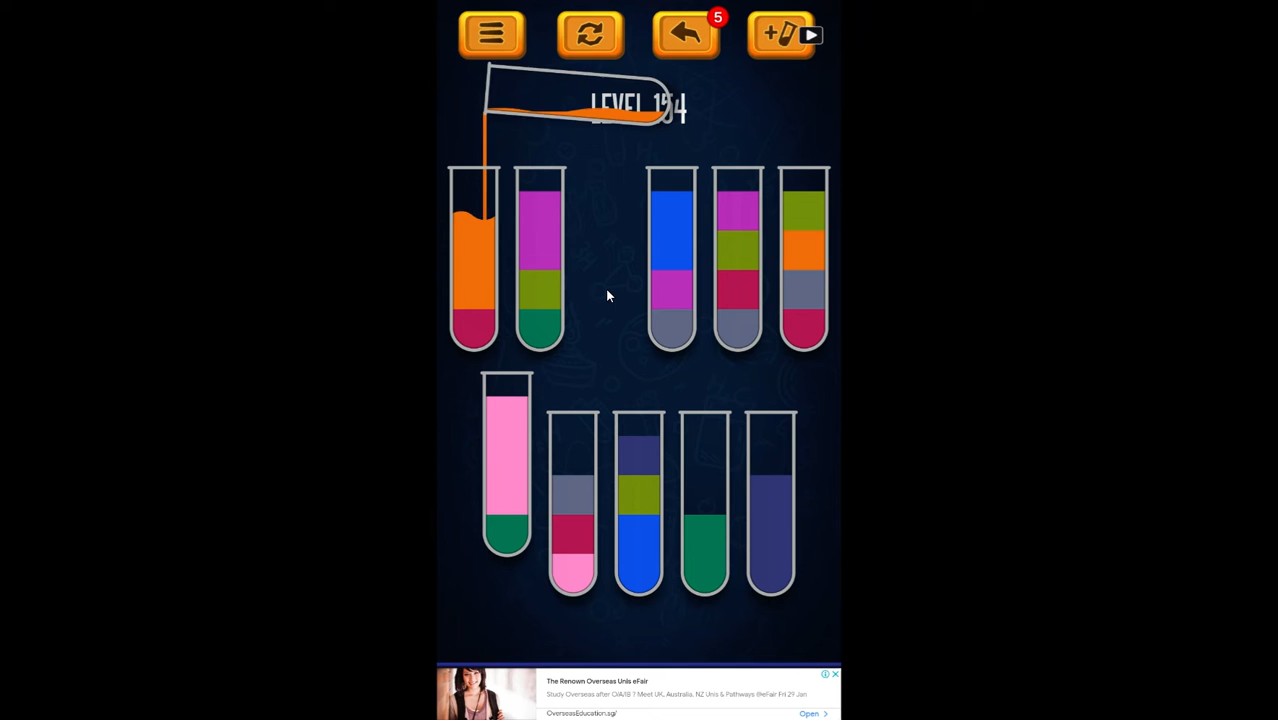 5
LEVEL 154
The Renown Overseas Unis eFair
Study Overseas after O/A/IB ? Meet UK, Australia, NZ Unis & Pathways @eFair Fri 29 Jan
OverseasEducation.sg/
Open